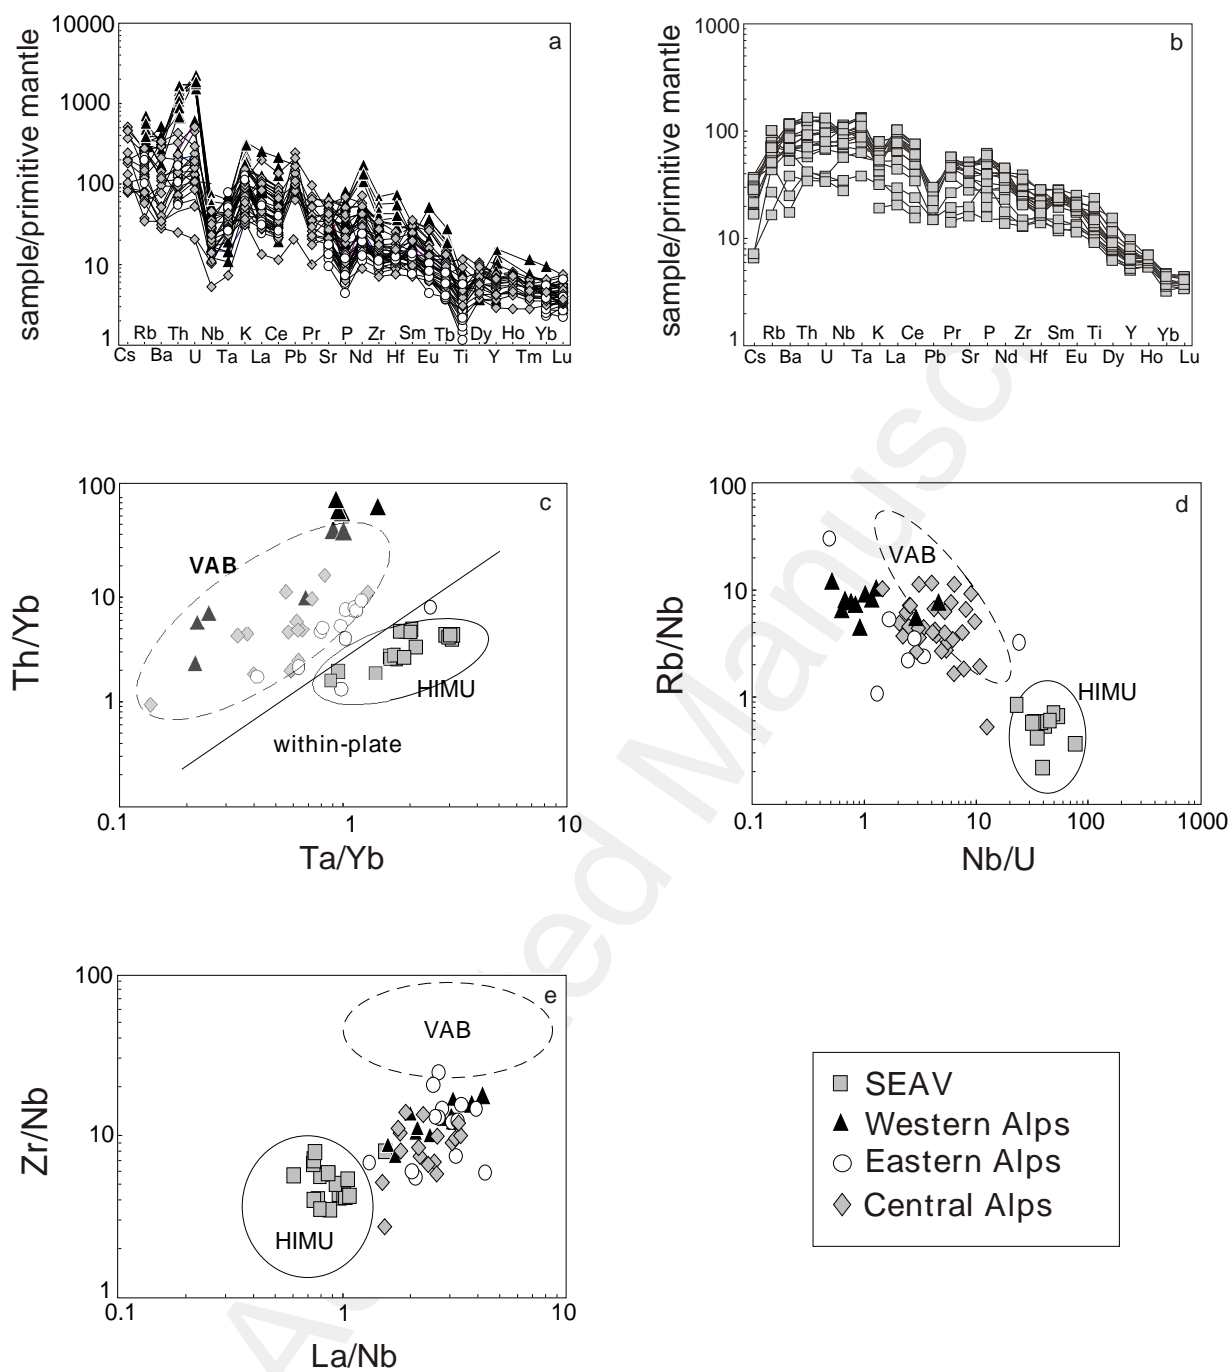 a
10000
1000
100
10
1
sample/primitive mantle
Rb Th Nb K Ce Pr P Zr Sm Tb Dy Ho Yb
Cs Ba U Ta La Pb Sr Nd Hf Eu Ti Y Tm Lu
b
1000
100
10
1
sample/primitive mantle
Rb Th Nb K Ce Pr P Zr Sm Ti Y Yb
Cs Ba U Ta La Pb Sr Nd Hf Eu Dy Ho Lu
c
100
10
1
Th/Yb
VAB
HIMU
within-plate
0.1 1 10
Ta/Yb
d
100
10
1
Rb/Nb
VAB
HIMU
0.1 1 10 100 1000
Nb/U
e
100
10
1
Zr/Nb
VAB
HIMU
0.1 1 10
La/Nb
SEAV
Western Alps
Eastern Alps
Central Alps